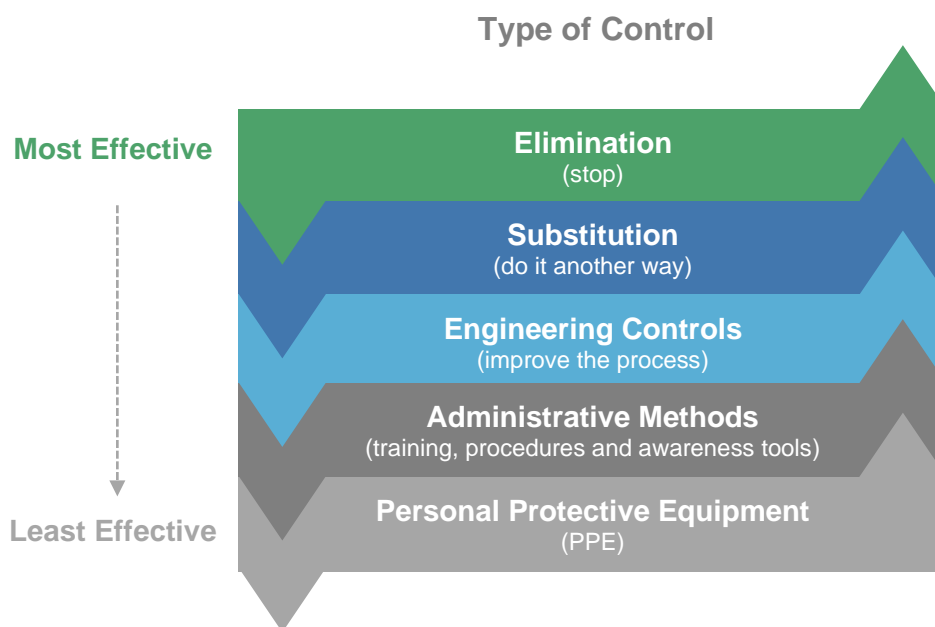 Type of Control
Most Effective
Elimination
(stop)
Substitution
(do it another way)
Engineering Controls
(improve the process)
Administrative Methods
(training, procedures and awareness tools)
Least Effective
Personal Protective Equipment
(PPE)